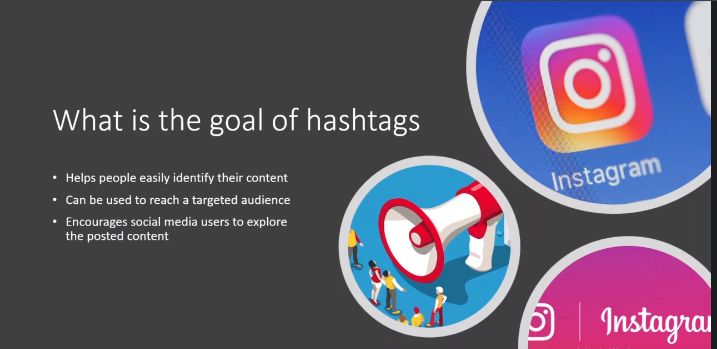 What is the goal of hashtags
• Helps people easily identify their content
• Can be used to reach a targeted audience
• Encourages social media users to explore
the posted content
Instagram
Instagra